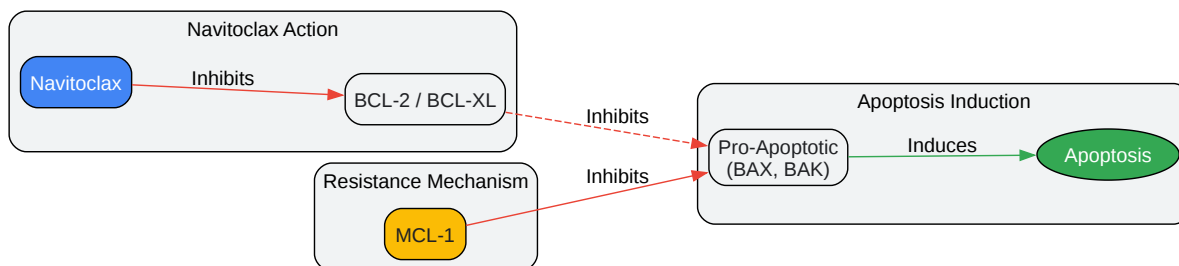 Navitoclax Action
Navitoclax
Inhibits
BCL-2 / BCL-XL
Inhibits
Resistance Mechanism
MCL-1
Inhibits
Apoptosis Induction
Pro-Apoptotic
(BAX, BAK)
Induces
Apoptosis